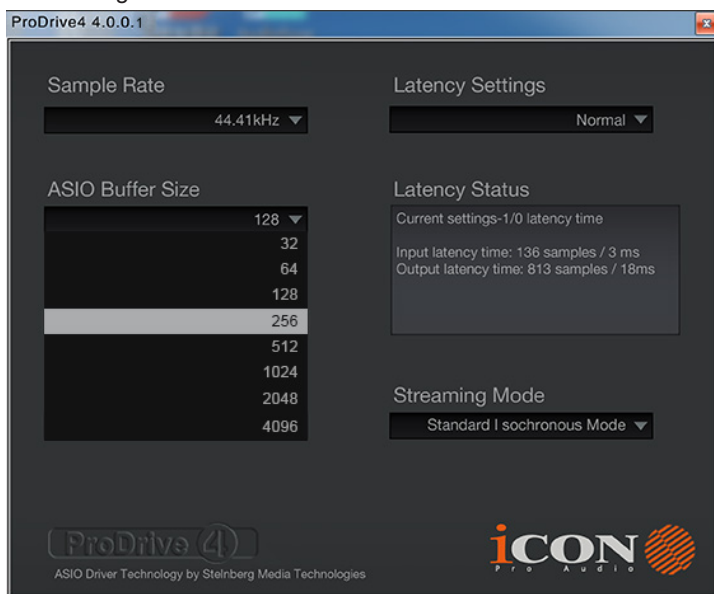 ProDrive4 4.0.0.1
x
Sample Rate
44.41kHz
Latency Settings
Normal
ASIO Buffer Size
128
32
64
128
256
512
1024
2048
4096
Latency Status
Current settings-1/0 latency time
Input latency time: 136 samples / 3 ms
Output latency time: 813 samples / 18ms
Streaming Mode
Standard I sochronous Mode
ProDrive 4
ASIO Driver Technology by Steinberg Media Technologies
iCON
Pro Audio